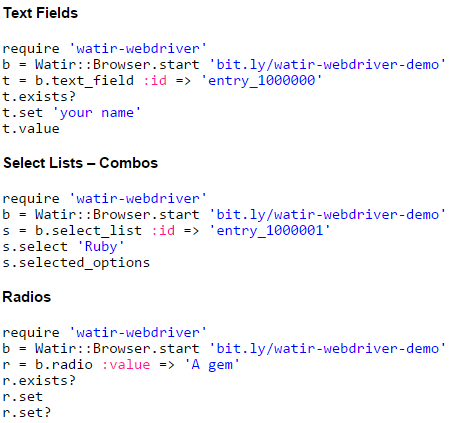 Text Fields
require 'watir-webdriver'
b = Watir::Browser.start 'bit.ly/watir-webdriver-demo'
t = b.text_field :id => 'entry_1000000'
t.exists?
t.set 'your name'
t.value
Select Lists – Combos
require 'watir-webdriver'
b = Watir::Browser.start 'bit.ly/watir-webdriver-demo'
s = b.select_list :id => 'entry_1000001'
s.select 'Ruby'
s.selected_options
Radios
require 'watir-webdriver'
b = Watir::Browser.start 'bit.ly/watir-webdriver-demo'
r = b.radio :value => 'A gem'
r.exists?
r.set
r.set?